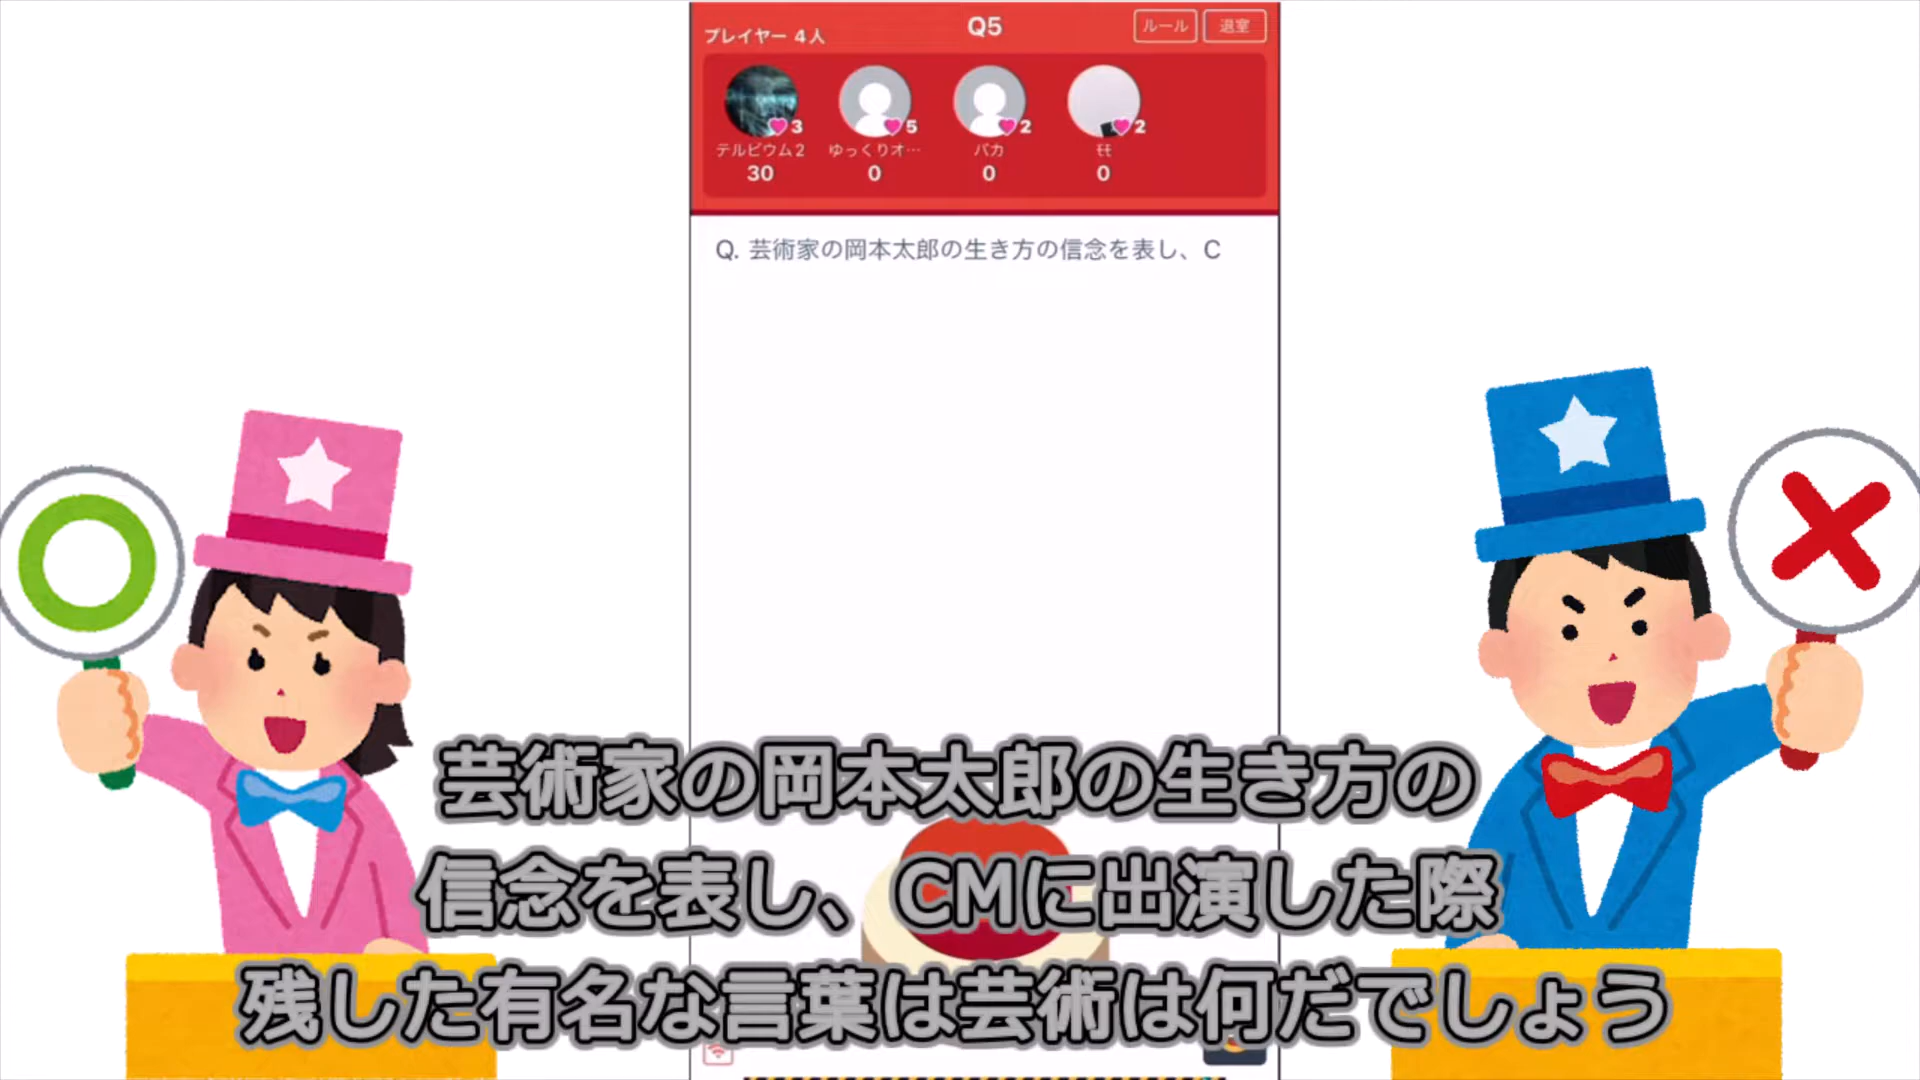 プレイヤー 4人
Q5
ルール
退室
3
5
2
2
テルビウム2
ゆっくりオ…
バカ
モモ
30
0
0
0
Q. 芸術家の岡本太郎の生き方の信念を表し、C
芸術家の岡本太郎の生き方の
信念を表し、CMに出演した際
残した有名な言葉は芸術は何だでしょう